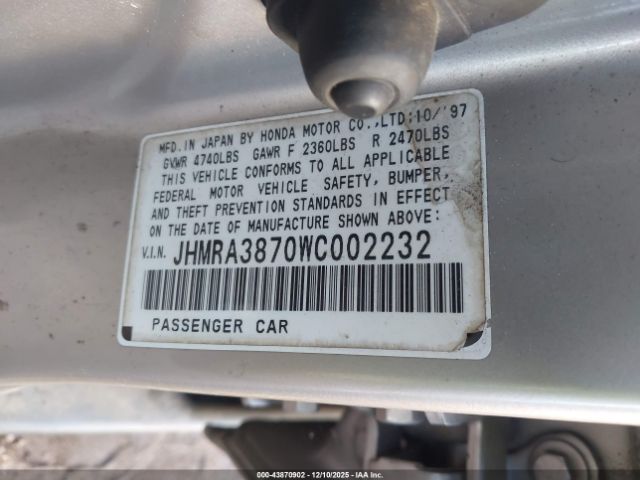 MFD.IN JAPAN BY HONDA MOTOR CO.,LTD:10/'97
GVWR 4740LBS GAWR F 2360LBS R 2470LBS
THIS VEHICLE CONFORMS TO ALL APPLICABLE
FEDERAL MOTOR VEHICLE SAFETY, BUMPER,
AND THEFT PREVENTION STANDARDS IN EFFECT
ON THE DATE OF MANUFACTURE SHOWN ABOVE:
V.I.N. JHMRA3870WC002232
PASSENGER CAR
000-43870902 - 12/10/2025 - IAA Inc.